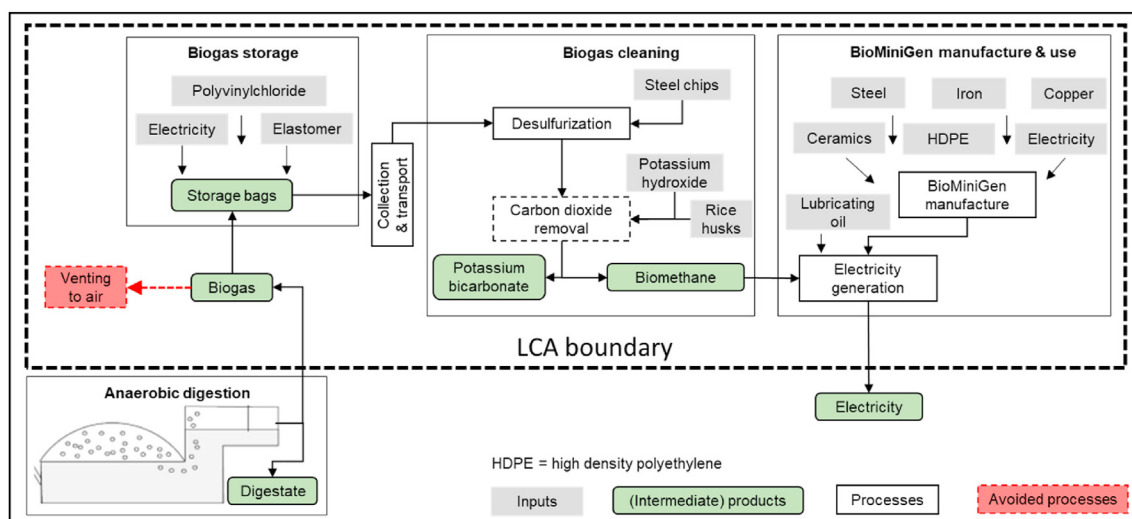 Biogas storage
Polyvinylchloride
Electricity
Elastomer
Storage bags
Venting
to air
Biogas
Collection
& transport
Biogas cleaning
Steel chips
Desulfurization
Potassium
hydroxide
Carbon dioxide
removal
Rice
husks
Potassium
bicarbonate
Biomethane
BioMiniGen manufacture & use
Steel
Iron
Copper
Ceramics
HDPE
Electricity
BioMiniGen
manufacture
Lubricating
oil
Electricity
generation
LCA boundary
Anaerobic digestion
Digestate
Electricity
HDPE = high density polyethylene
Inputs
(Intermediate) products
Processes
Avoided processes